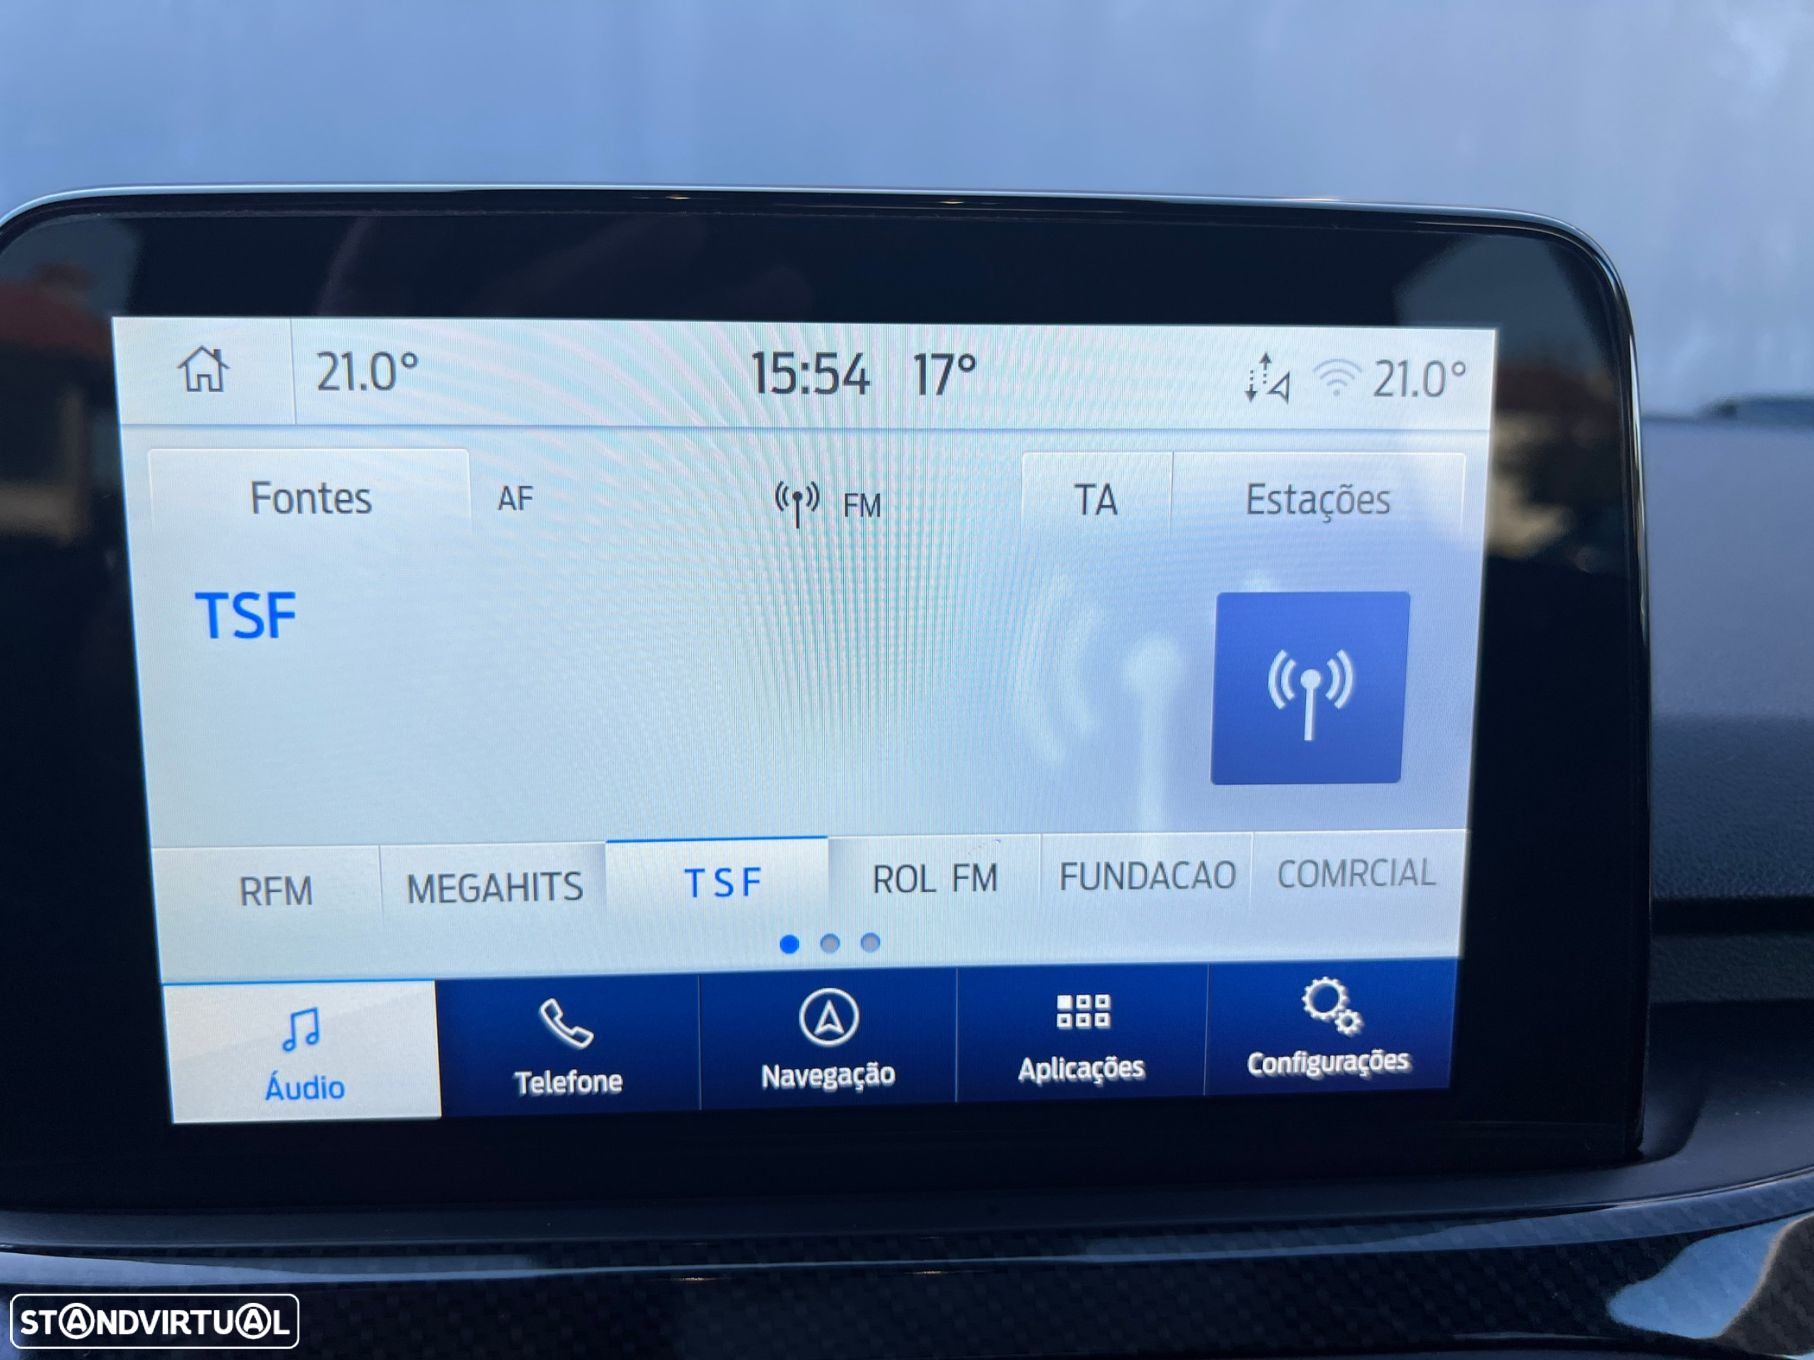 21.0° 15:54 17° 21.0°
Fontes AF FM TA Estações
TSF
RFM MEGAHITS TSF ROL FM FUNDACAO COMRCIAL
Áudio Telefone Navegação Aplicações Configurações
STANDVIRTUAL